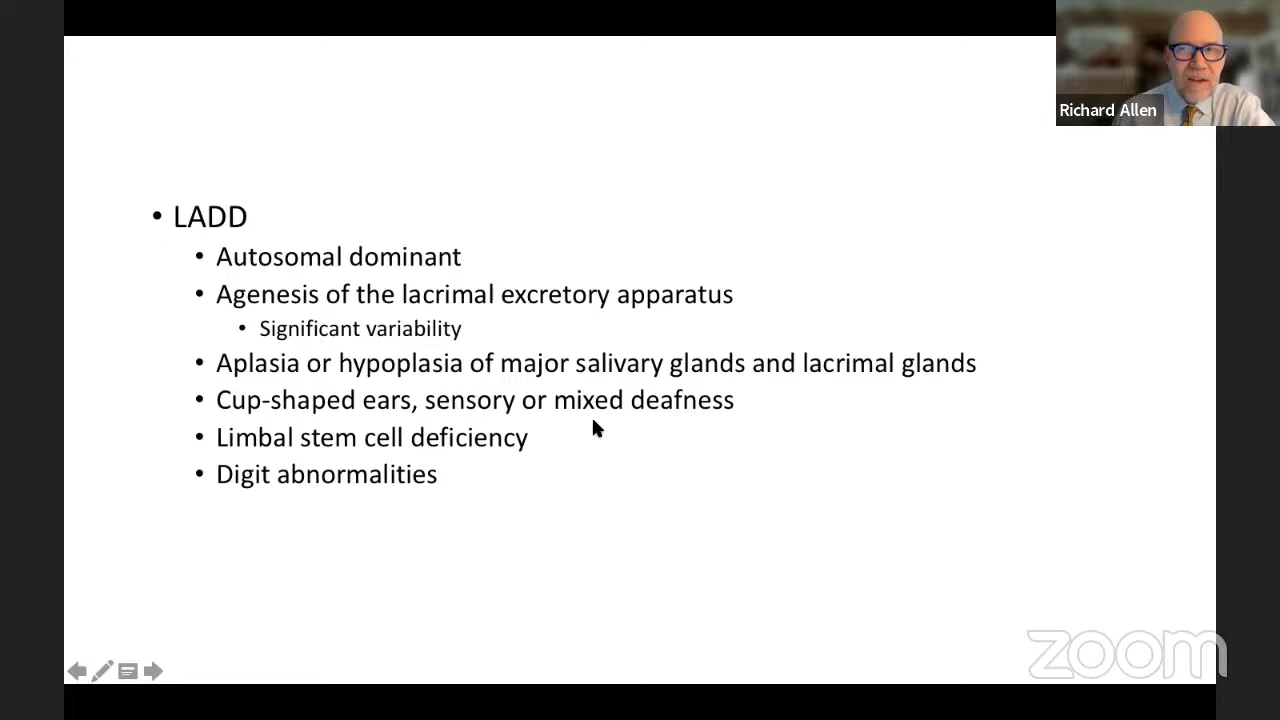 Richard Allen
• LADD
• Autosomal dominant
• Agenesis of the lacrimal excretory apparatus
• Significant variability
• Aplasia or hypoplasia of major salivary glands and lacrimal glands
• Cup-shaped ears, sensory or mixed deafness
• Limbal stem cell deficiency
• Digit abnormalities
zoom